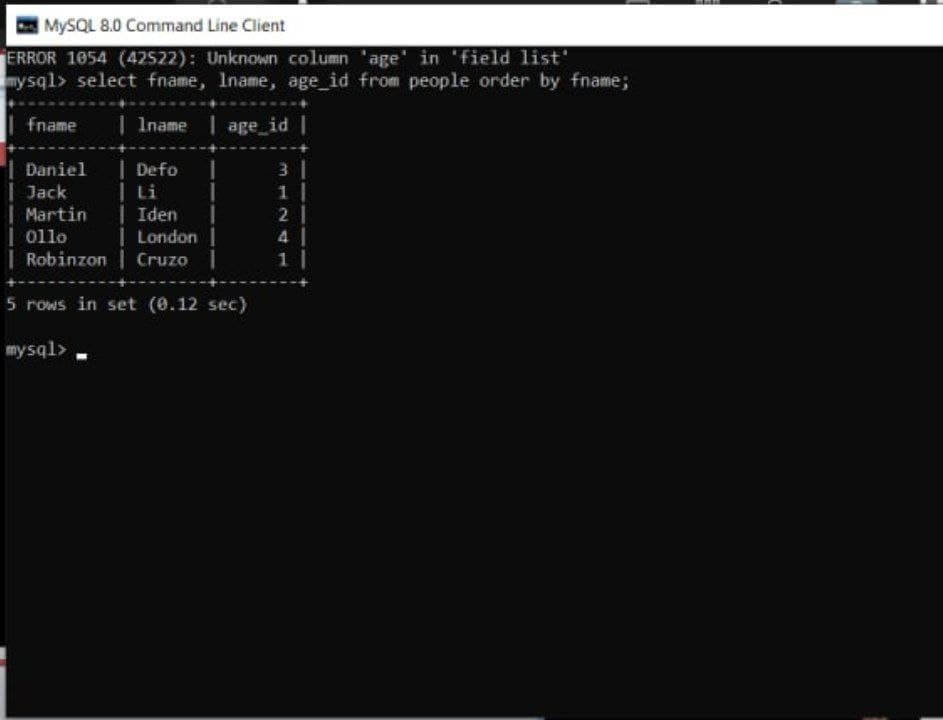 MySQL 8.0 Command Line Client
ERROR 1054 (42S22): Unknown column 'age' in 'field list'
mysql> select fname, lname, age_id from people order by fname;
+----------+--------+--------+
| fname    | lname  | age_id |
+----------+--------+--------+
| Daniel   | Defo   |      3 |
| Jack     | Li     |      1 |
| Martin   | Iden   |      2 |
| Ollo     | London |      4 |
| Robinzon | Cruzo  |      1 |
+----------+--------+--------+
5 rows in set (0.12 sec)
mysql>